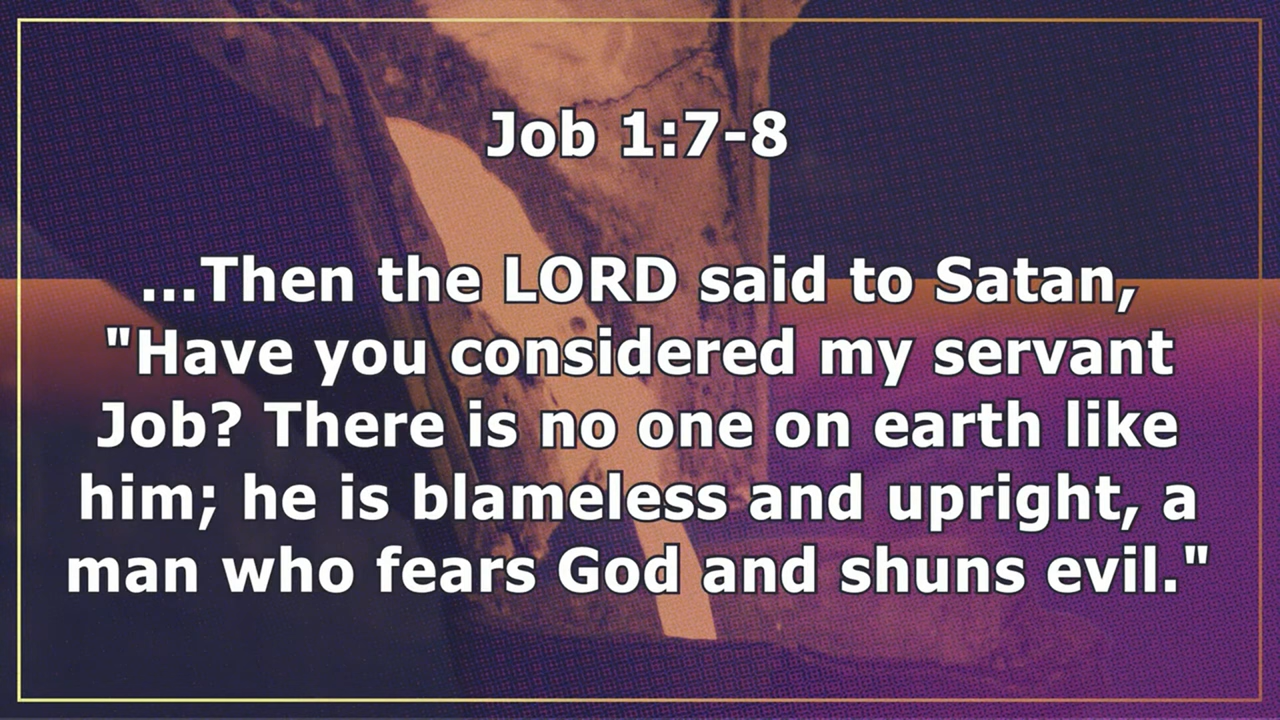 Job 1:7-8
...Then the LORD said to Satan,
"Have you considered my servant
Job? There is no one on earth like
him; he is blameless and upright, a
man who fears God and shuns evil."